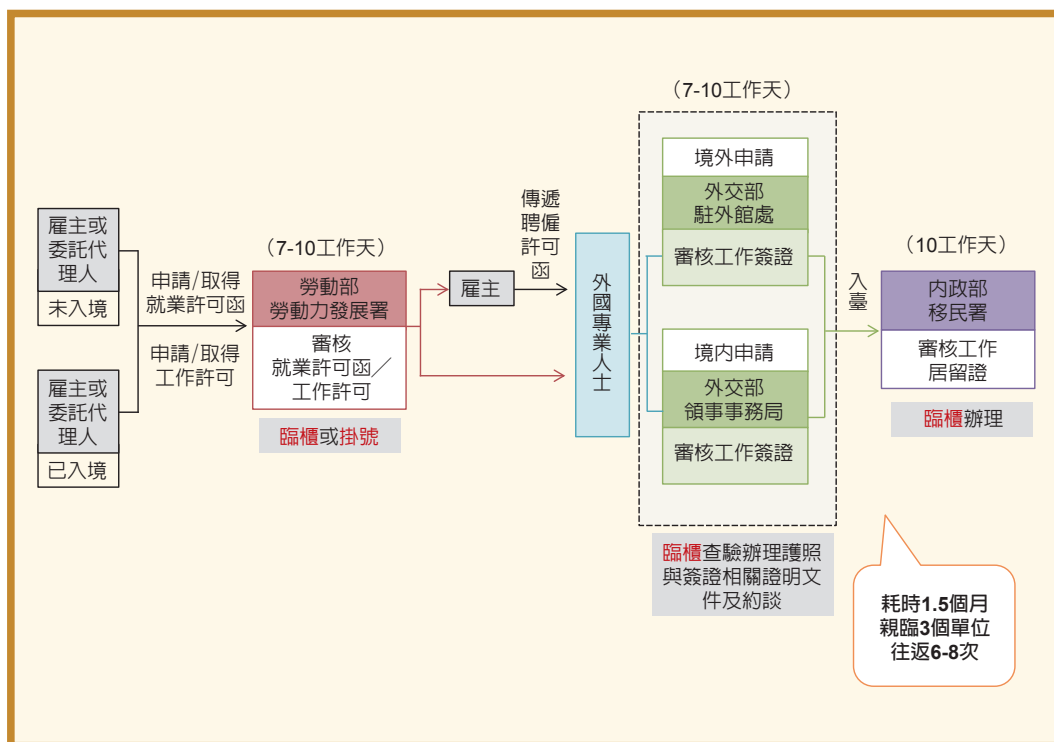 雇主或
委託代
理人
未入境
雇主或
委託代
理人
已入境
申請/取得
就業許可函
申請/取得
工作許可
（7-10工作天）
勞動部
勞動力發展署
審核
就業許可函／
工作許可
臨櫃或掛號
雇主
傳遞
聘僱
許可
函
外國專業人士
（7-10工作天）
境外申請
外交部
駐外館處
審核工作簽證
境内申請
外交部
領事事務局
審核工作簽證
臨櫃查驗辦理護照
與簽證相關證明文
件及約談
入臺
（10工作天）
内政部
移民署
審核工作
居留證
臨櫃辦理
耗時1.5個月
親臨3個單位
往返6-8次